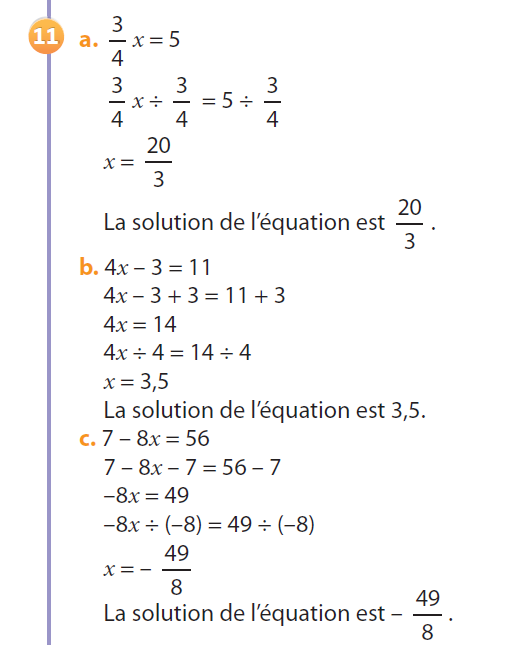 11 a. 3/4 x = 5
3/4 x ÷ 3/4 = 5 ÷ 3/4
x = 20/3
La solution de l’équation est 20/3 .
b. 4x – 3 = 11
4x – 3 + 3 = 11 + 3
4x = 14
4x ÷ 4 = 14 ÷ 4
x = 3,5
La solution de l’équation est 3,5.
c. 7 – 8x = 56
7 – 8x – 7 = 56 – 7
–8x = 49
–8x ÷ (–8) = 49 ÷ (–8)
x = – 49/8
La solution de l’équation est – 49/8 .